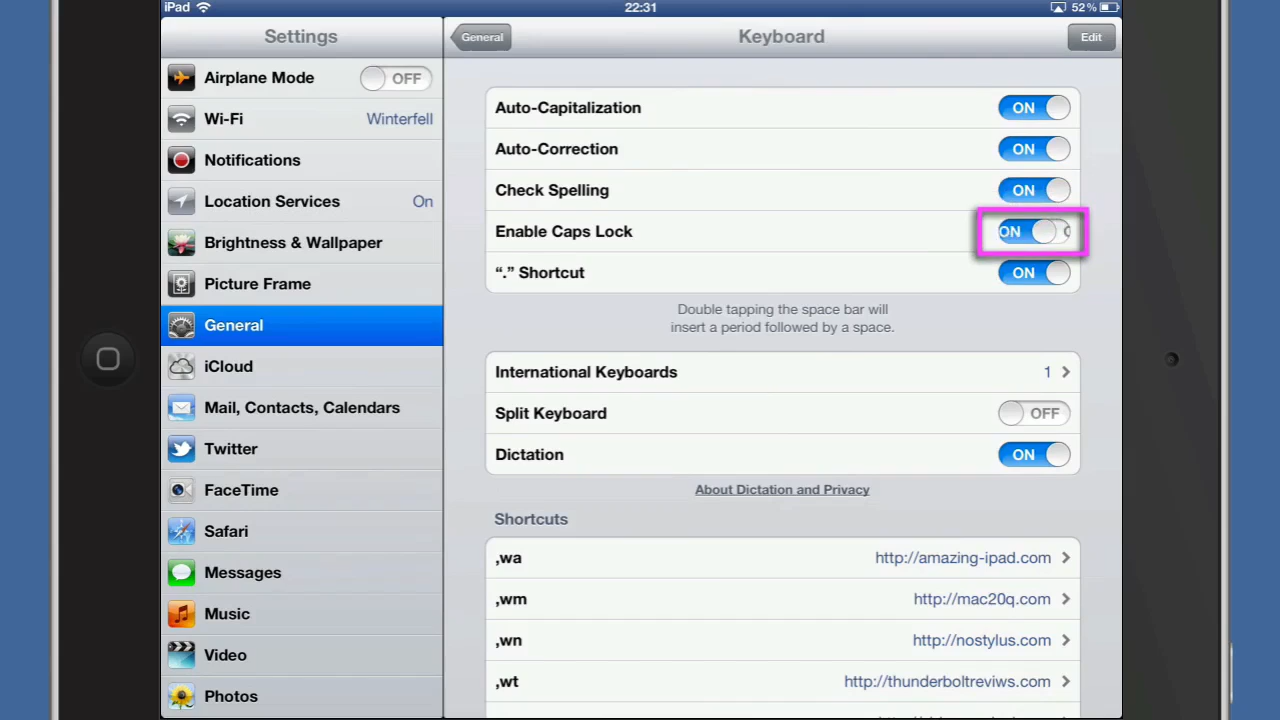 iPad
22:31
52%
Settings
General
Keyboard
Edit
Airplane Mode
OFF
Wi-Fi
Winterfell
Notifications
Location Services
On
Brightness & Wallpaper
Picture Frame
General
iCloud
Mail, Contacts, Calendars
Twitter
FaceTime
Safari
Messages
Music
Video
Photos
Auto-Capitalization
ON
Auto-Correction
ON
Check Spelling
ON
Enable Caps Lock
ON
“.” Shortcut
ON
Double tapping the space bar will
insert a period followed by a space.
International Keyboards
1
Split Keyboard
OFF
Dictation
ON
About Dictation and Privacy
Shortcuts
,wa
http://amazing-ipad.com
,wm
http://mac20q.com
,wn
http://nostylus.com
,wt
http://thunderboltreviws.com